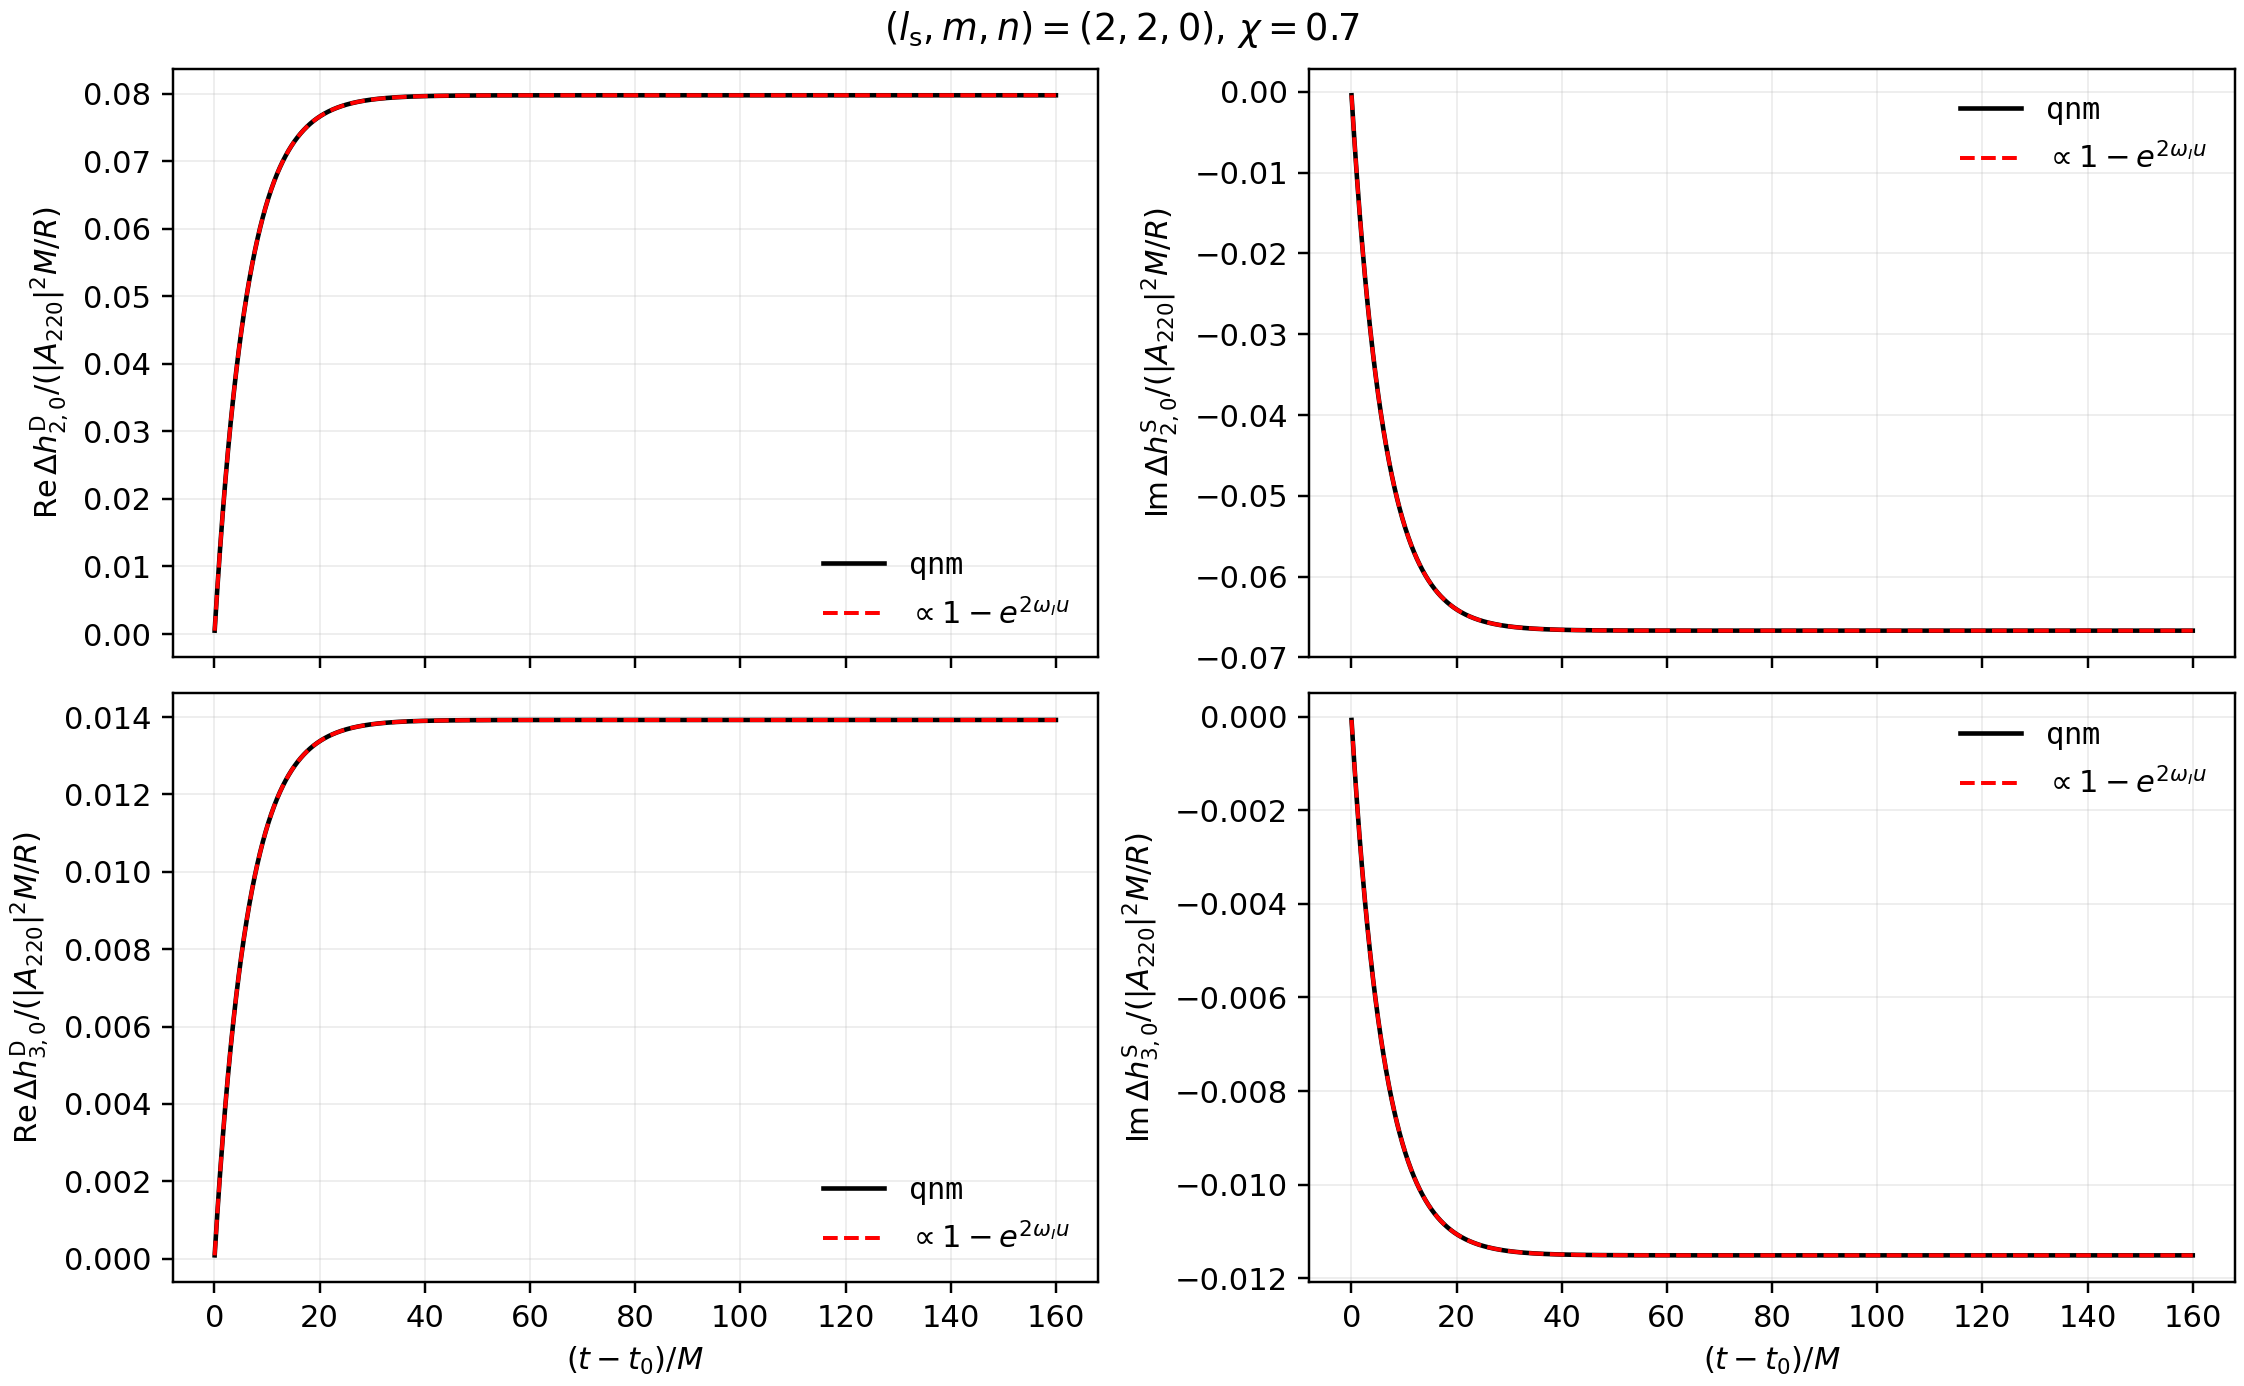 (l_s, m, n) = (2, 2, 0), χ = 0.7
Re Δh^D_{2,0}/(|A_{220}|^2 M/R)
0.08
0.07
0.06
0.05
0.04
0.03
0.02
0.01
0.00
qnm
∝ 1 − e^{2ω_I u}
Im Δh^S_{2,0}/(|A_{220}|^2 M/R)
0.00
−0.01
−0.02
−0.03
−0.04
−0.05
−0.06
−0.07
qnm
∝ 1 − e^{2ω_I u}
Re Δh^D_{3,0}/(|A_{220}|^2 M/R)
0.014
0.012
0.010
0.008
0.006
0.004
0.002
0.000
qnm
∝ 1 − e^{2ω_I u}
0 20 40 60 80 100 120 140 160
(t − t_0)/M
Im Δh^S_{3,0}/(|A_{220}|^2 M/R)
0.000
−0.002
−0.004
−0.006
−0.008
−0.010
−0.012
qnm
∝ 1 − e^{2ω_I u}
0 20 40 60 80 100 120 140 160
(t − t_0)/M